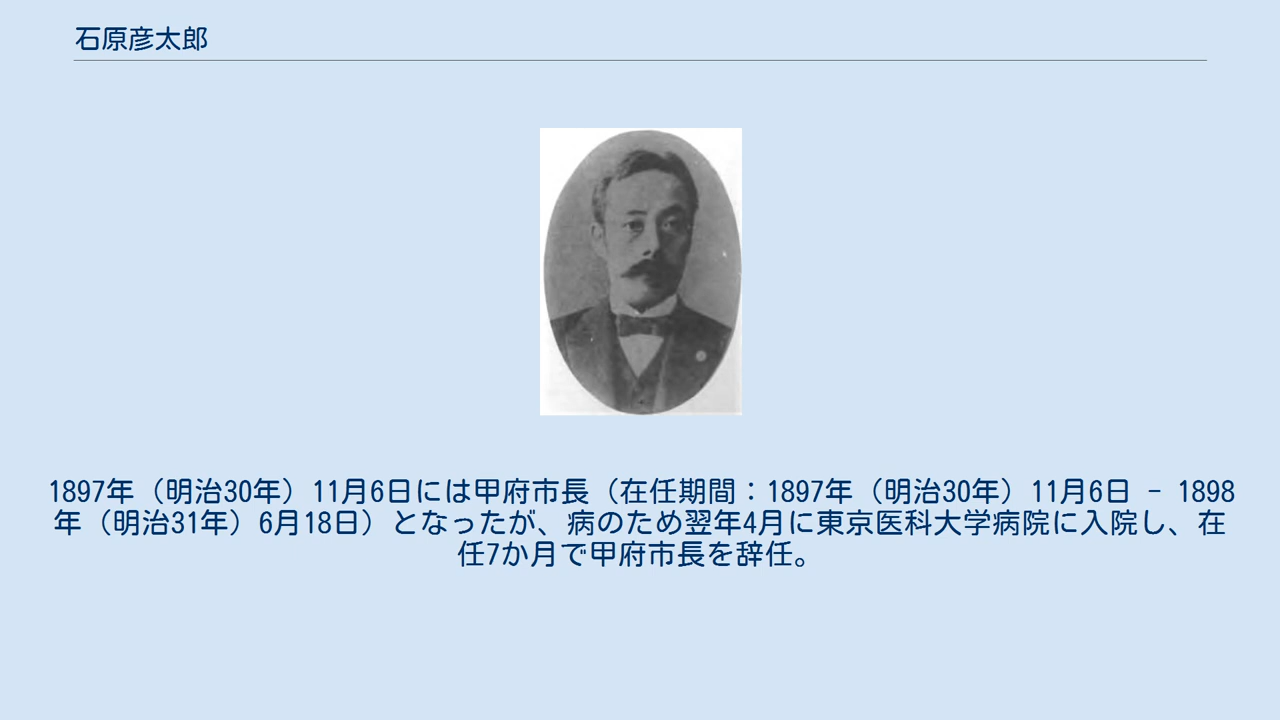 石原彦太郎
1897年（明治30年）11月6日には甲府市長（在任期間：1897年（明治30年）11月6日 - 1898
年（明治31年）6月18日）となったが、病のため翌年4月に東京医科大学病院に入院し、在
任7か月で甲府市長を辞任。